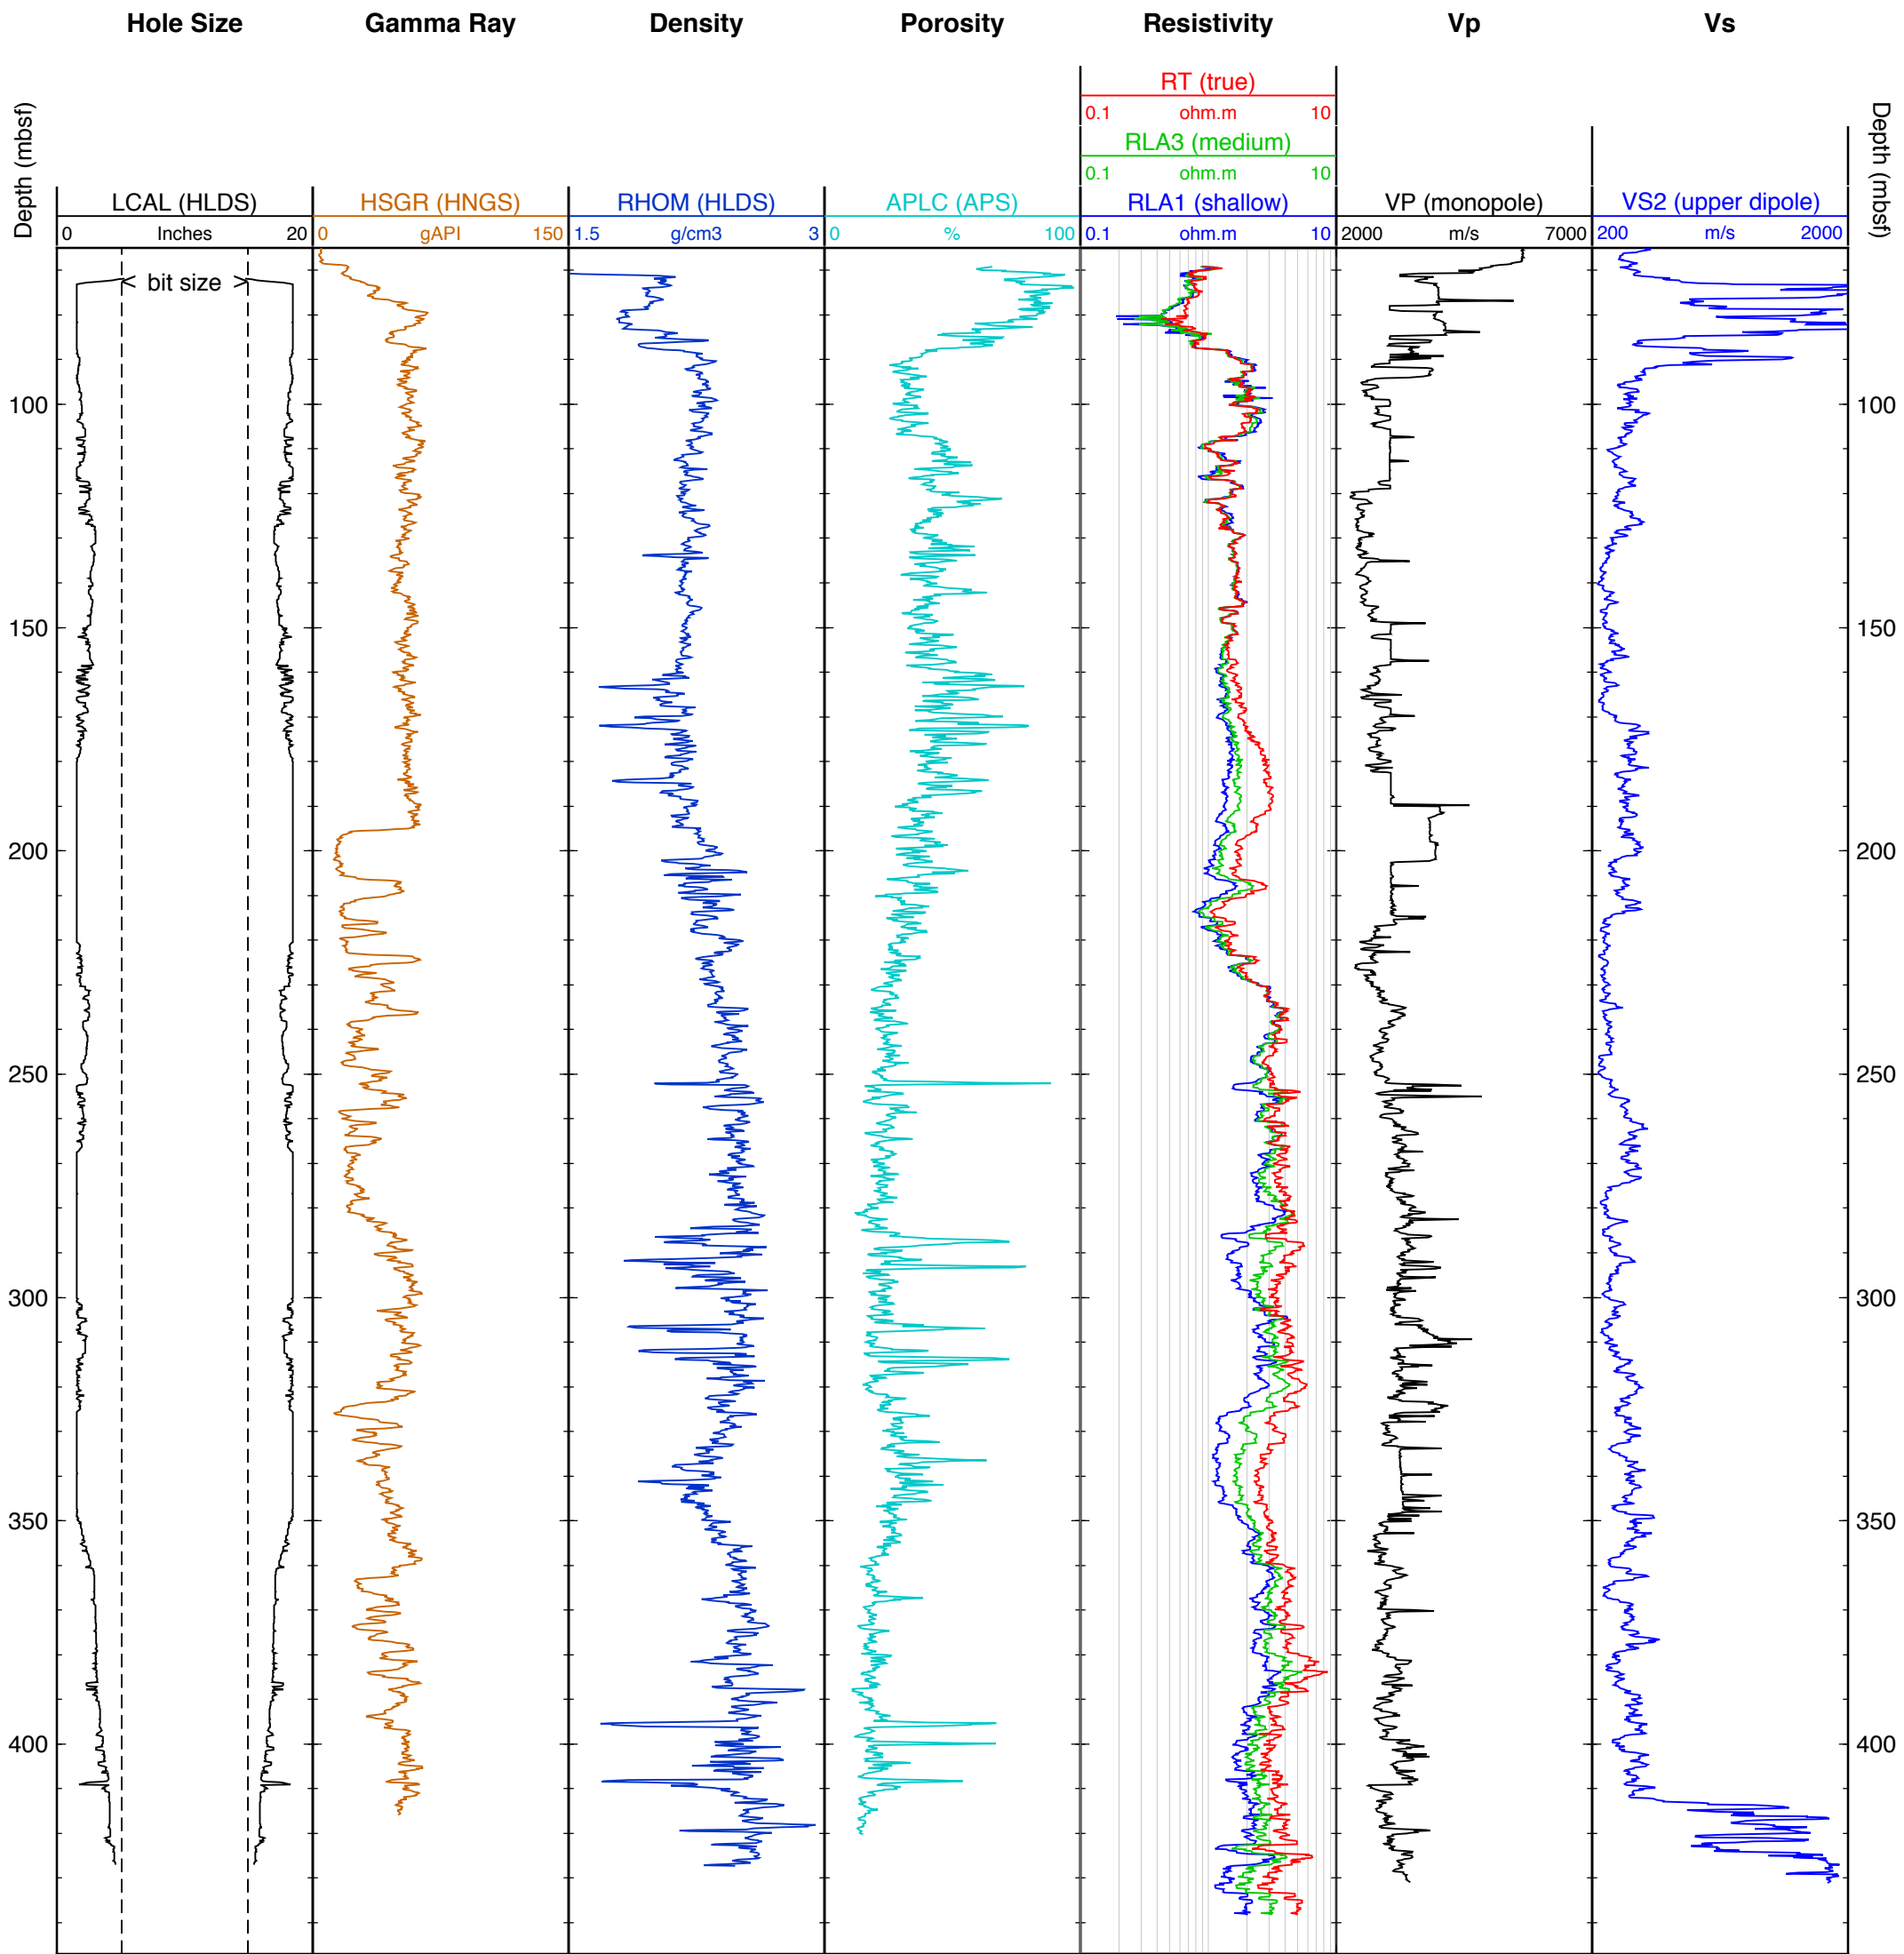 Hole Size Gamma Ray Density Porosity Resistivity Vp Vs
RT (true)
0.1 ohm.m 10
RLA3 (medium)
0.1 ohm.m 10
Depth (mbsf)
Depth (mbsf)
LCAL (HLDS) HSGR (HNGS) RHOM (HLDS) APLC (APS) RLA1 (shallow) VP (monopole) VS2 (upper dipole)
0 Inches 20 0 gAPI 150 1.5 g/cm3 3 0 % 100 0.1 ohm.m 10 2000 m/s 7000 200 m/s 2000
< bit size >
100 100
150 150
200 200
250 250
300 300
350 350
400 400